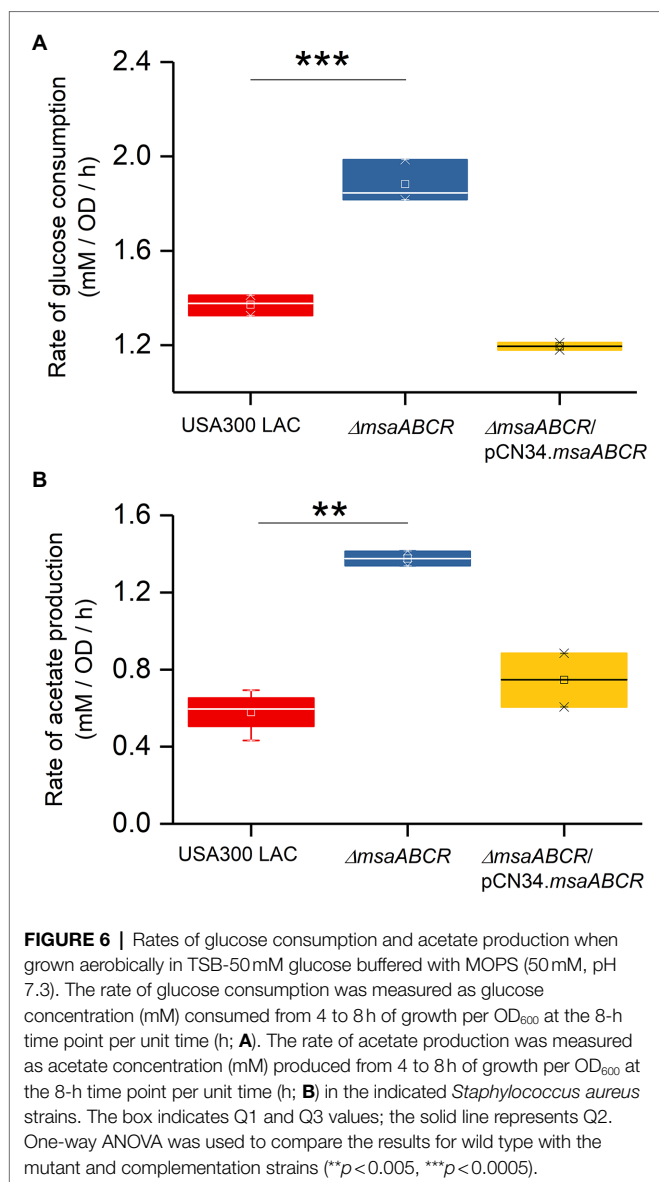 A
***
2.4
2.0
1.6
1.2
Rate of glucose consumption
(mM / OD / h)
USA300 LAC
ΔmsaABCR
ΔmsaABCR/
pCN34.msaABCR
B
**
1.6
1.2
0.8
0.4
0.0
Rate of acetate production
(mM / OD / h)
USA300 LAC
ΔmsaABCR
ΔmsaABCR/
pCN34.msaABCR
FIGURE 6 | Rates of glucose consumption and acetate production when
grown aerobically in TSB-50 mM glucose buffered with MOPS (50 mM, pH
7.3). The rate of glucose consumption was measured as glucose
concentration (mM) consumed from 4 to 8 h of growth per OD₆₀₀ at the 8-h
time point per unit time (h; A). The rate of acetate production was measured
as acetate concentration (mM) produced from 4 to 8 h of growth per OD₆₀₀ at
the 8-h time point per unit time (h; B) in the indicated Staphylococcus aureus
strains. The box indicates Q1 and Q3 values; the solid line represents Q2.
One-way ANOVA was used to compare the results for wild type with the
mutant and complementation strains (**p < 0.005, ***p < 0.0005).